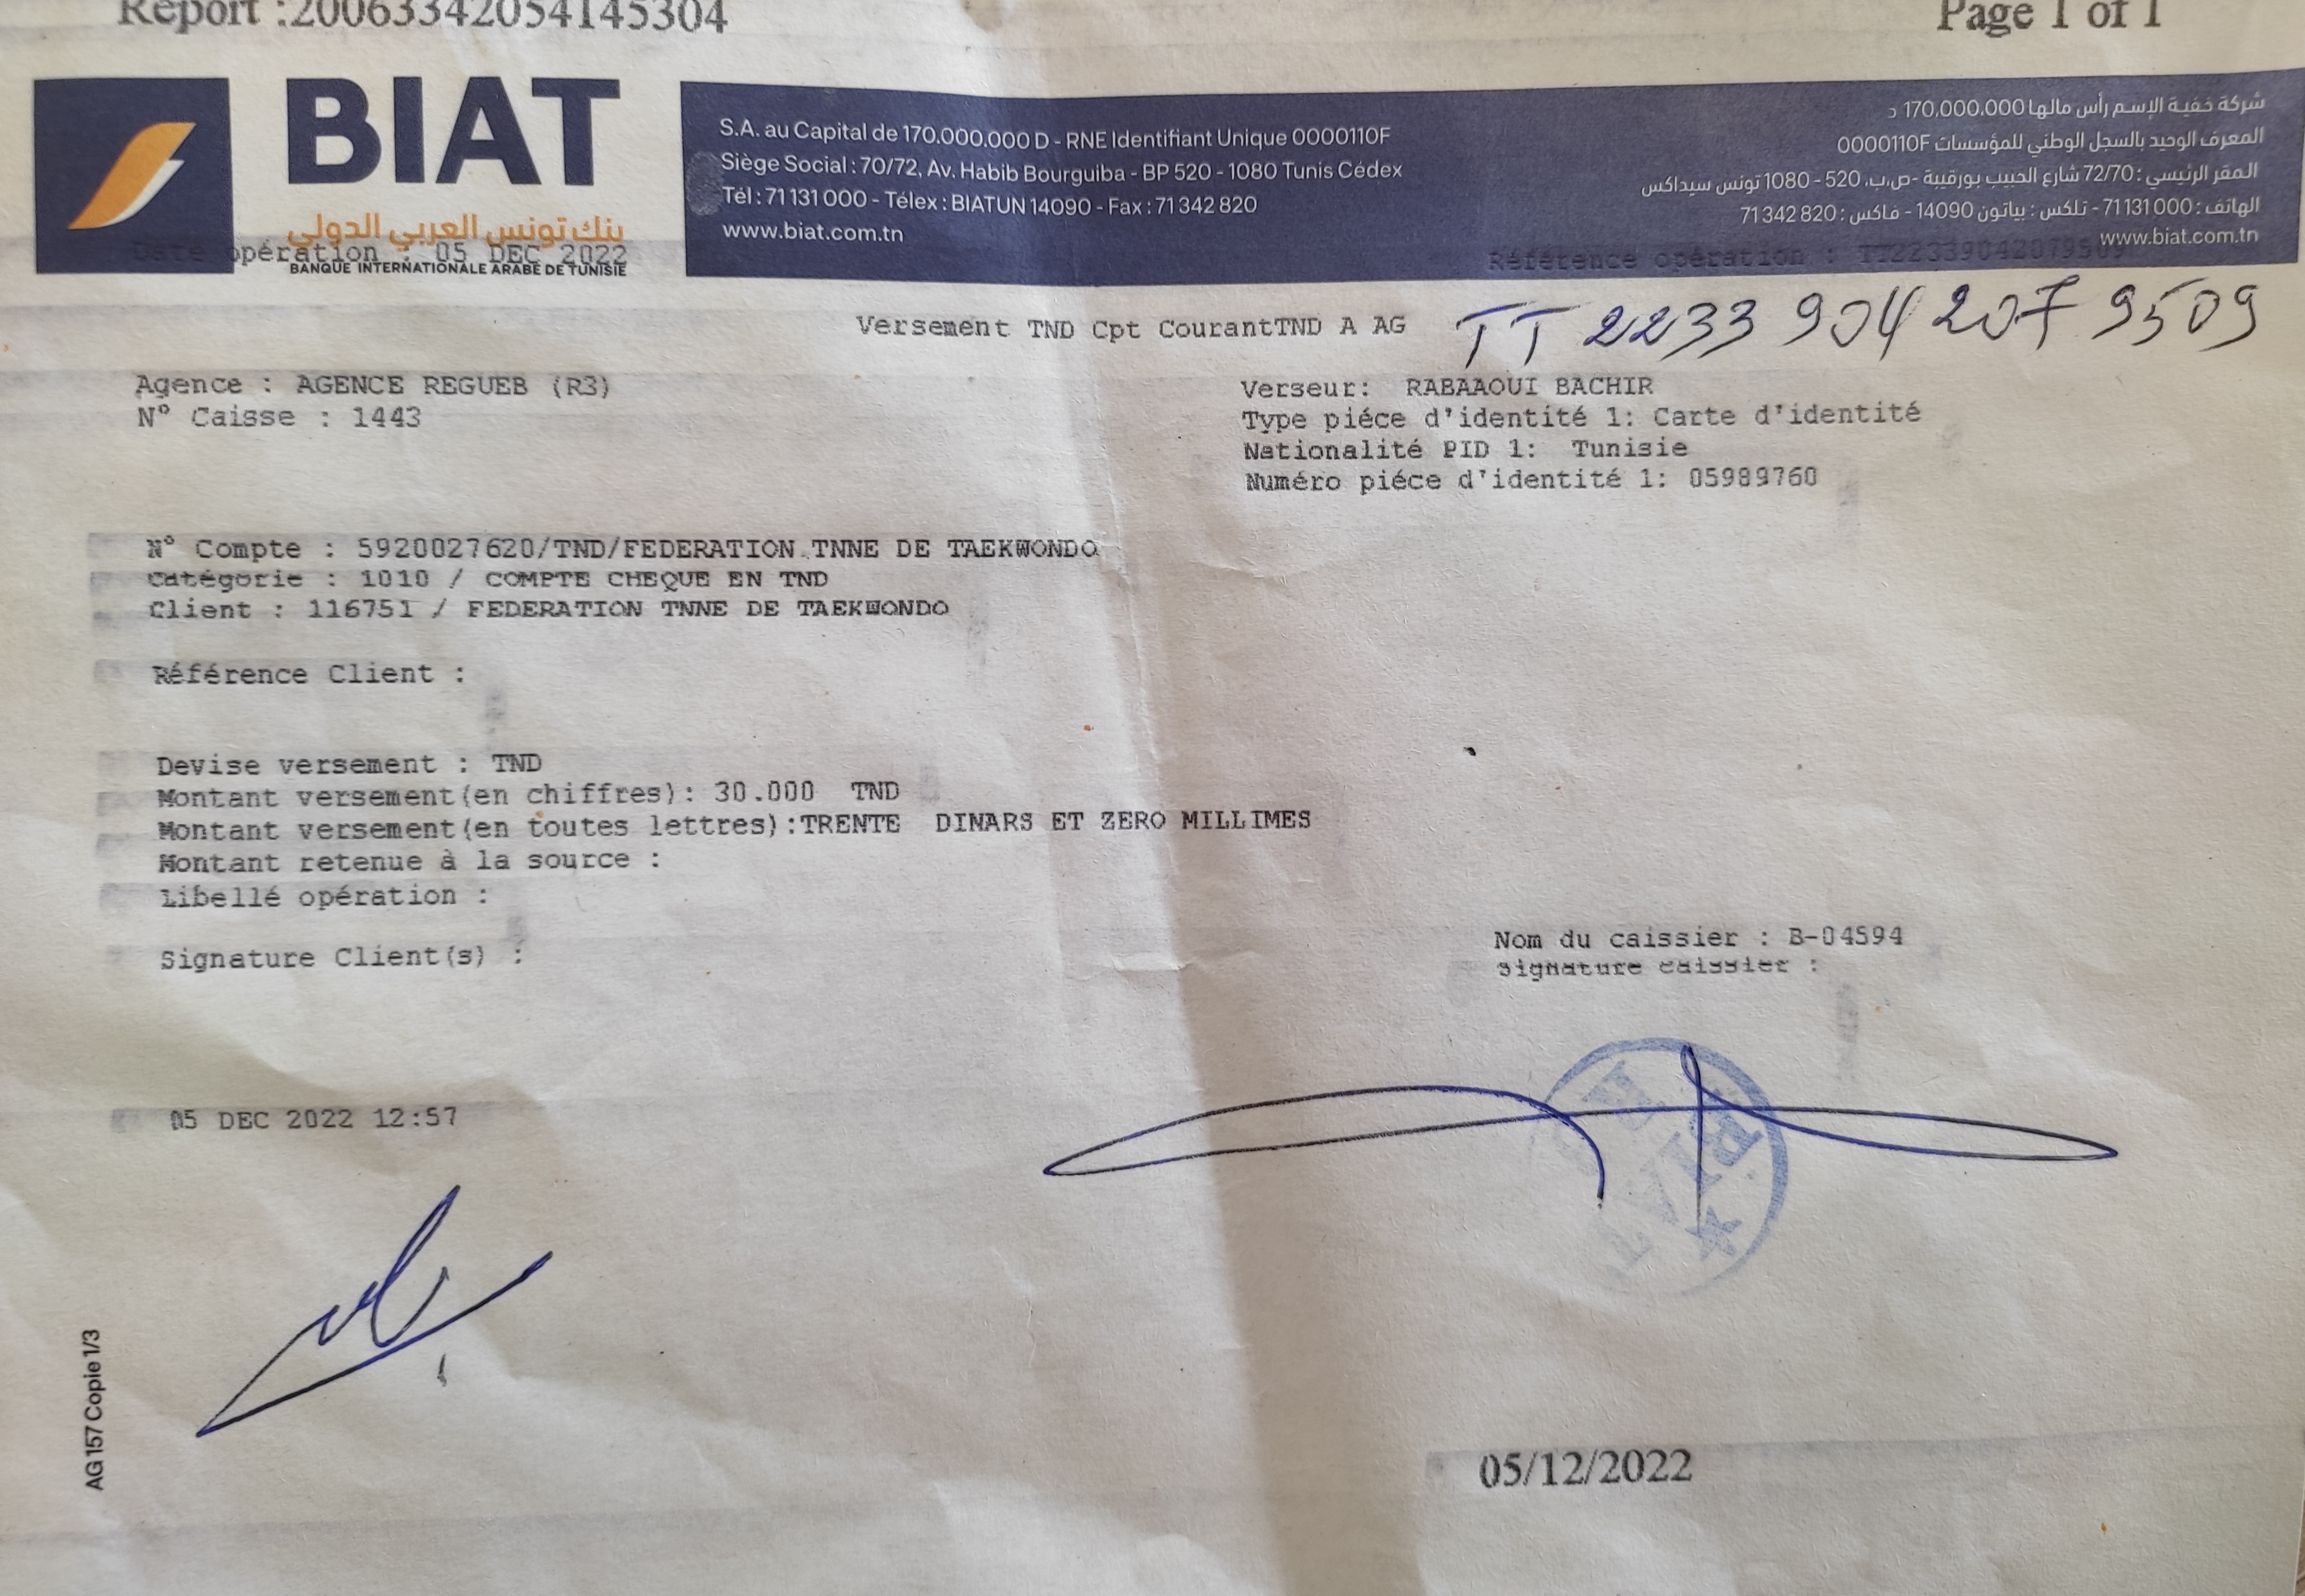 Report :20063342054145304
Page 1 of 1
BIAT
بنك تونس العربي الدولي
BANQUE INTERNATIONALE ARABE DE TUNISIE
S.A. au Capital de 170.000.000 D - RNE Identifiant Unique 0000110F
Siège Social : 70/72, Av. Habib Bourguiba - BP 520 - 1080 Tunis Cédex
Tél : 71 131 000 - Télex : BIATUN 14090 - Fax : 71 342 820
www.biat.com.tn
شركة خفية الإسم رأس مالها 170.000.000 د
المعرف الوحيد بالسجل الوطني للمؤسسات 0000110F
المقر الرئيسي : 72/70 شارع الحبيب بورقيبة -ص.ب. 520 - 1080 تونس سيداكس
الهاتف : 71 131 000 - تلكس : بياتون 14090 - فاكس : 71 342 820
www.biat.com.tn
Date opération : 05 DEC 2022
Référence opération : TT22339042079509
Versement TND Cpt CourantTND A AG
TT 2233 904 207 9509
Agence : AGENCE REGUEB (R3)
N° Caisse : 1443
Verseur: RABAAOUI BACHIR
Type piéce d'identité 1: Carte d'identité
Nationalité PID 1: Tunisie
Numéro piéce d'identité 1: 05989760
N° Compte : 5920027620/TND/FEDERATION TNNE DE TAEKWONDO
Catégorie : 1010 / COMPTE CHEQUE EN TND
Client : 116751 / FEDERATION TNNE DE TAEKWONDO
Référence Client :
Devise versement : TND
Montant versement(en chiffres): 30.000 TND
Montant versement(en toutes lettres):TRENTE DINARS ET ZERO MILLIMES
Montant retenue à la source :
Libellé opération :
Signature Client(s) :
Nom du caissier : B-04594
Signature caissier :
BIAT
05 DEC 2022 12:57
AG 157 Copie 1/3
05/12/2022